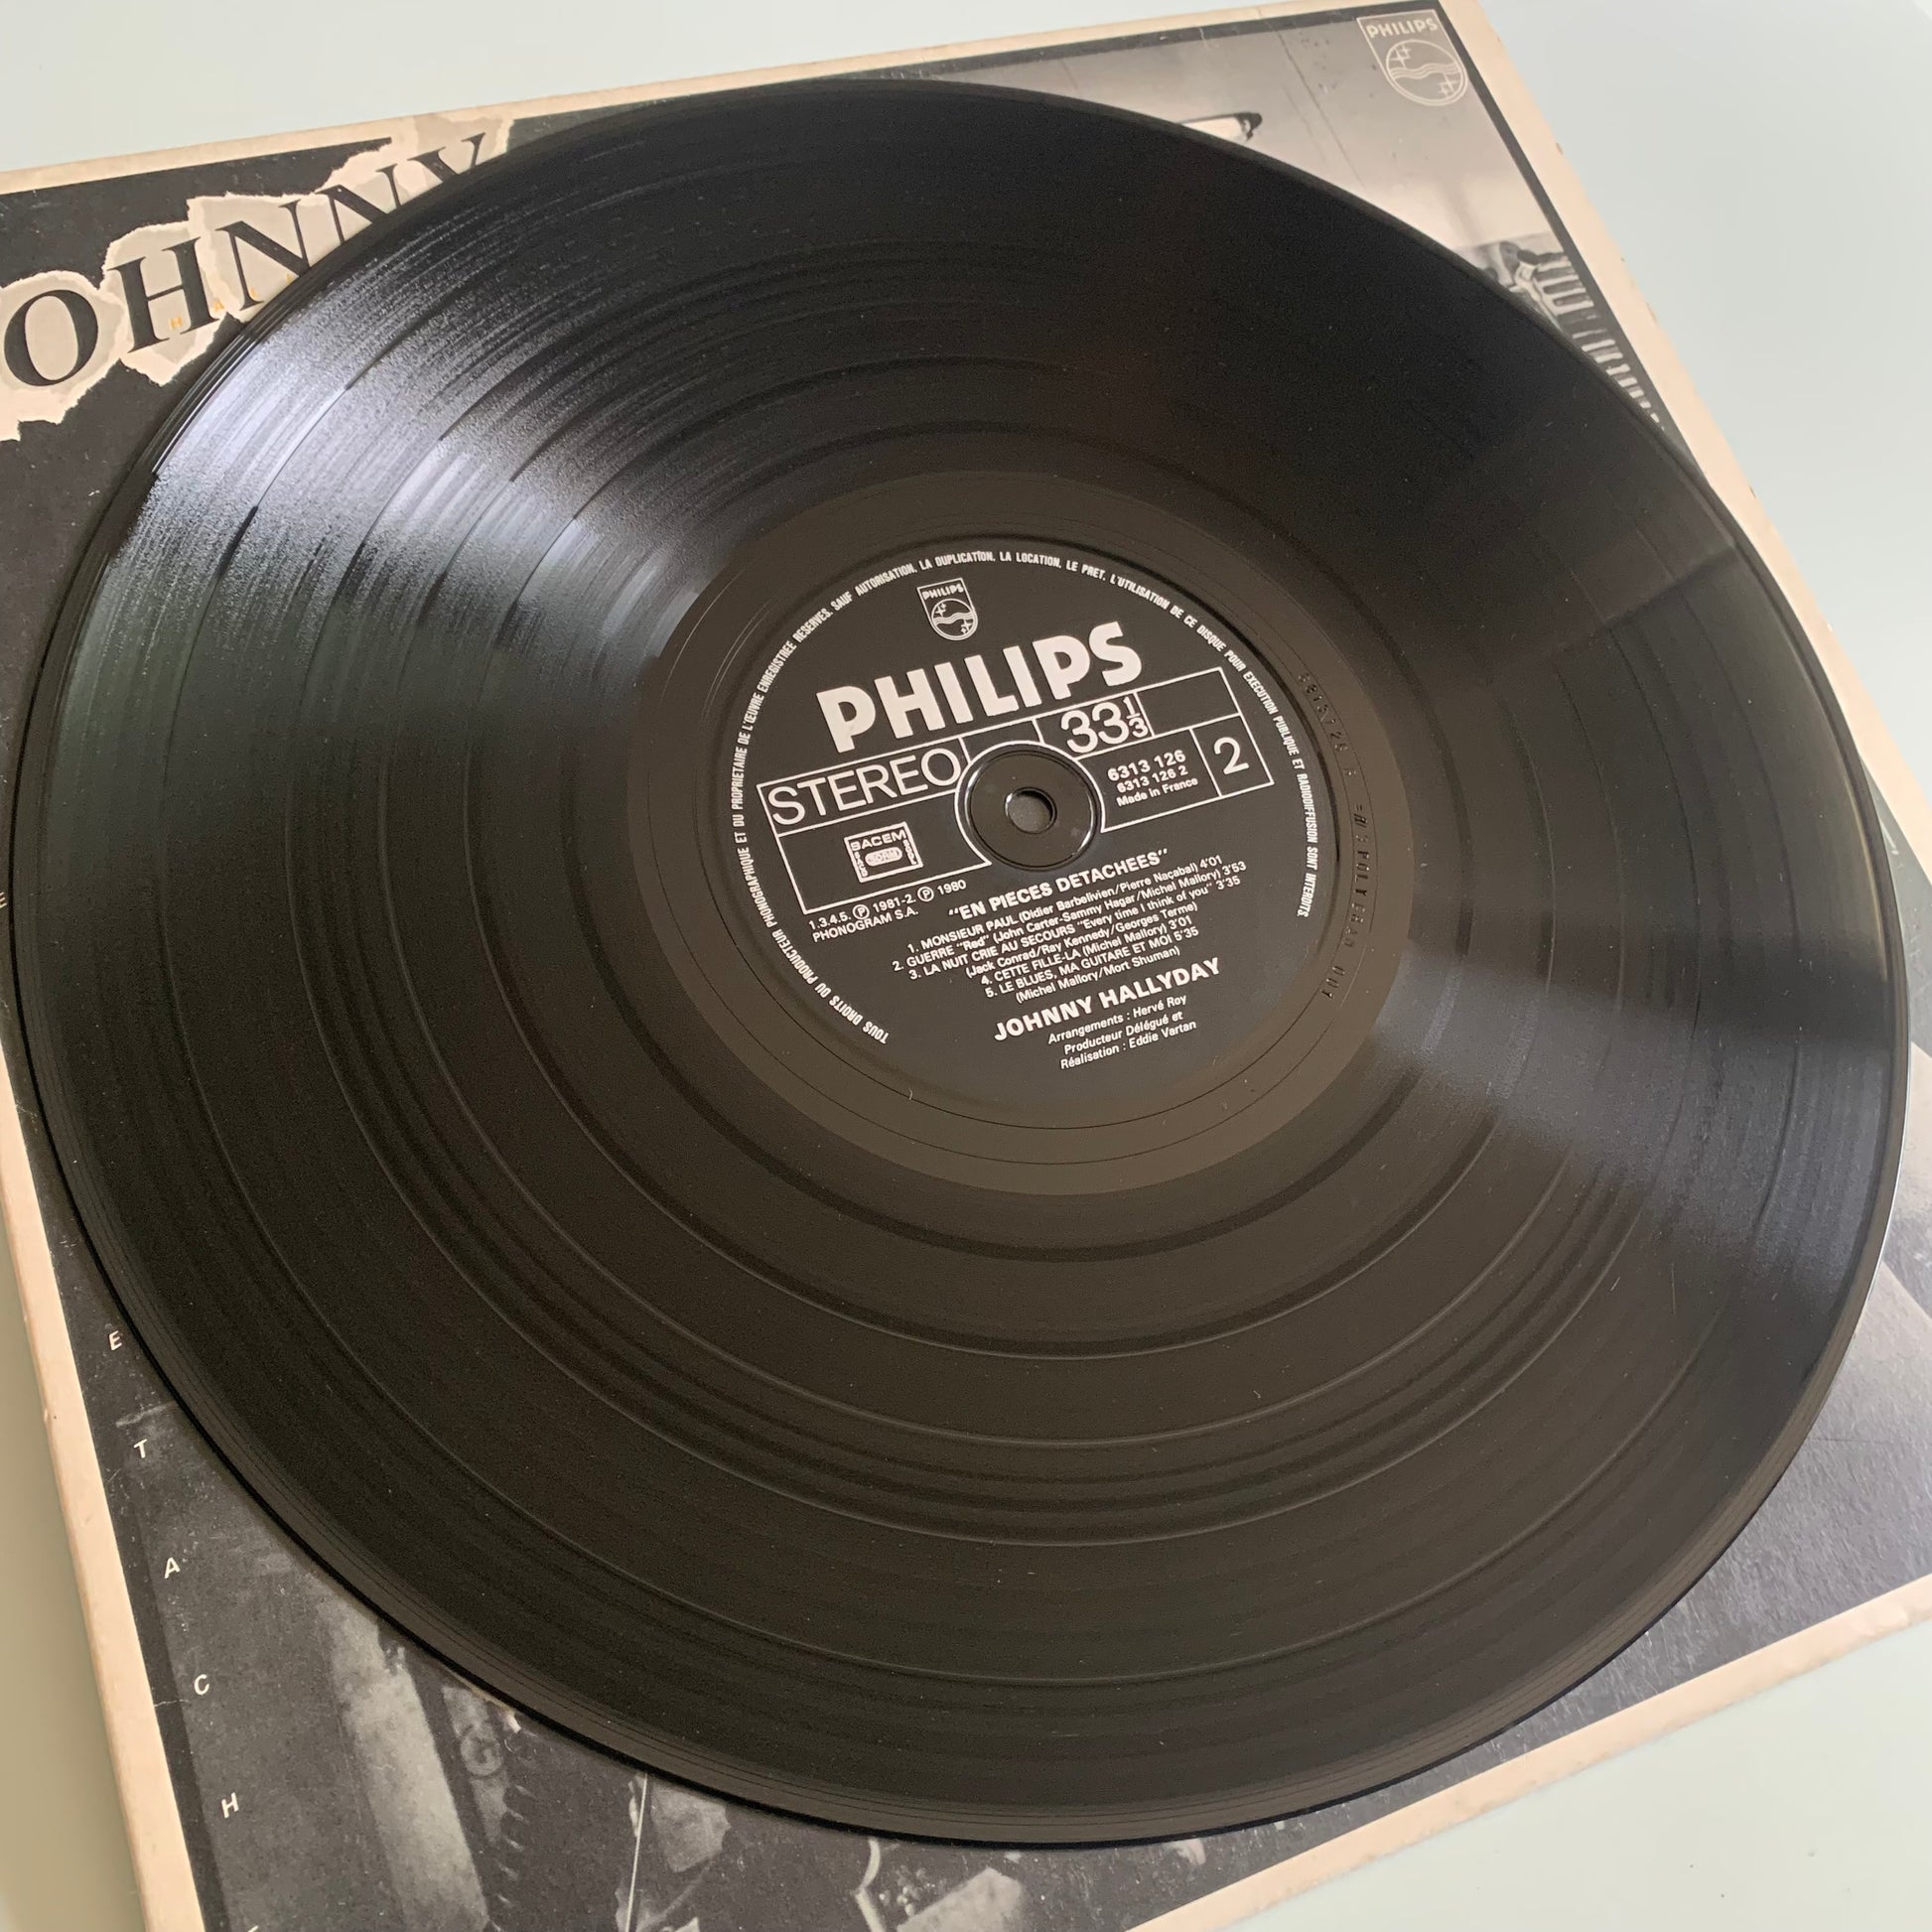 PHILIPS
JOHNNY
TOUS DROITS DU PRODUCTEUR PHONOGRAPHIQUE ET DU PROPRIETAIRE DE L'ŒUVRE ENREGISTREE RESERVES. SAUF AUTORISATION, LA DUPLICATION, LA LOCATION, LE PRET, L'UTILISATION DE CE DISQUE POUR EXECUTION PUBLIQUE ET RADIODIFFUSION SONT INTERDITS
PHILIPS
PHILIPS
STEREO
33 1/3
6313 126
6313 126 2
Made in France
2
SACEM
1.3.4.5. Ⓟ 1981-2. Ⓟ 1980
PHONOGRAM S.A.
"EN PIECES DETACHEES"
1. MONSIEUR PAUL (Didier Barbelivien/Pierre Naçabal) 4'01
2. GUERRE "Red" (John Carter-Sammy Hagar/Michel Mallory) 3'53
3. LA NUIT CRIE AU SECOURS "Every time I think of you" 3'35
(Jack Conrad/Ray Kennedy/Georges Terme)
4. CETTE FILLE-LA (Michel Mallory) 3'01
5. LE BLUES, MA GUITARE ET MOI 5'35
(Michel Mallory/Mort Shuman)
JOHNNY HALLYDAY
Arrangements : Hervé Roy
Producteur Délégué et
Réalisation : Eddie Vartan
E
E
T
A
C
H